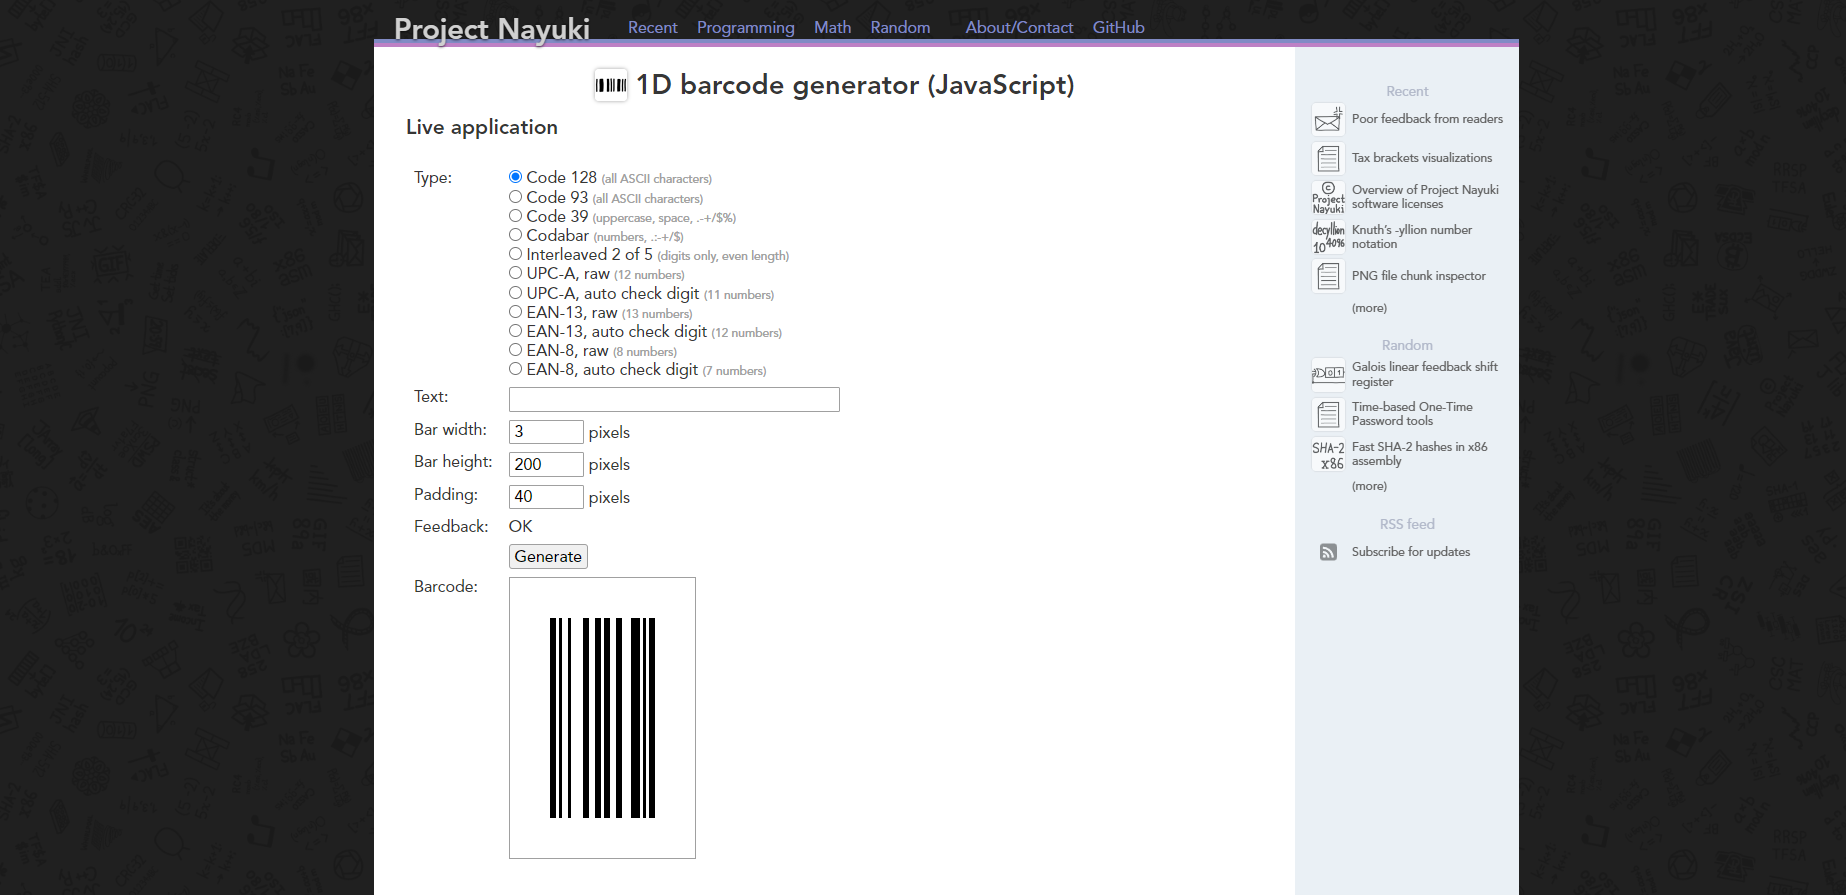 Project Nayuki Recent Programming Math Random About/Contact GitHub
1D barcode generator (JavaScript)
Live application
Type:
Code 128 (all ASCII characters)
Code 93 (all ASCII characters)
Code 39 (uppercase, space, .-+/$%)
Codabar (numbers, .:-+/$)
Interleaved 2 of 5 (digits only, even length)
UPC-A, raw (12 numbers)
UPC-A, auto check digit (11 numbers)
EAN-13, raw (13 numbers)
EAN-13, auto check digit (12 numbers)
EAN-8, raw (8 numbers)
EAN-8, auto check digit (7 numbers)
Text:
Bar width: 3 pixels
Bar height: 200 pixels
Padding: 40 pixels
Feedback: OK
Generate
Barcode:
Recent
Poor feedback from readers
Tax brackets visualizations
© Project Nayuki
Overview of Project Nayuki
software licenses
decyllion
10 40%
Knuth's -yllion number
notation
PNG file chunk inspector
(more)
Random
Galois linear feedback shift
register
Time-based One-Time
Password tools
SHA-2
x86
Fast SHA-2 hashes in x86
assembly
(more)
RSS feed
Subscribe for updates